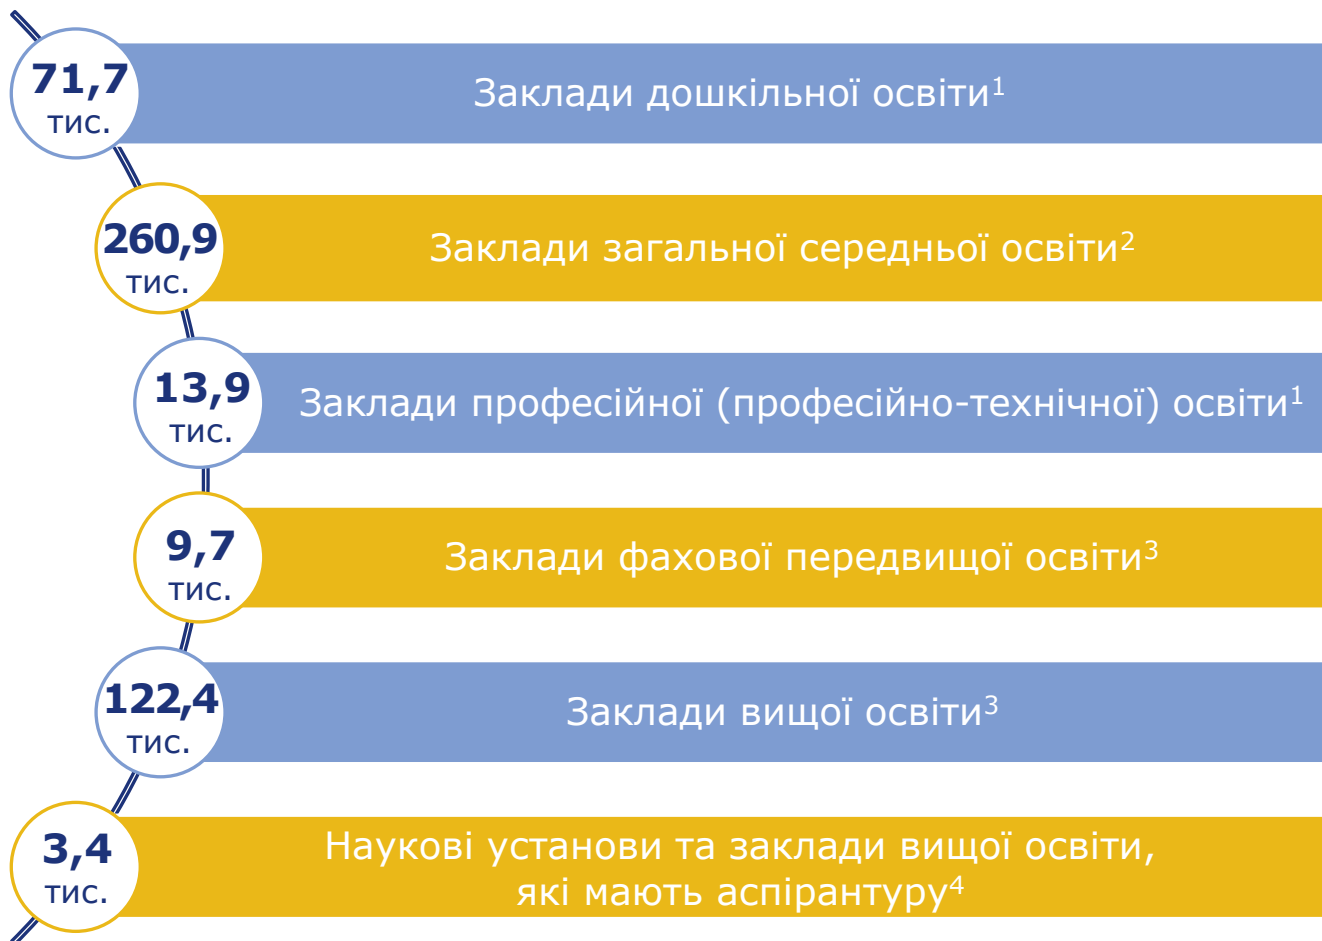 71,7
тис.
Заклади дошкільної освіти¹
260,9
тис.
Заклади загальної середньої освіти²
13,9
тис.
Заклади професійної (професійно-технічної) освіти¹
9,7
тис.
Заклади фахової передвищої освіти³
122,4
тис.
Заклади вищої освіти³
3,4
тис.
Наукові установи та заклади вищої освіти,
які мають аспірантуру⁴